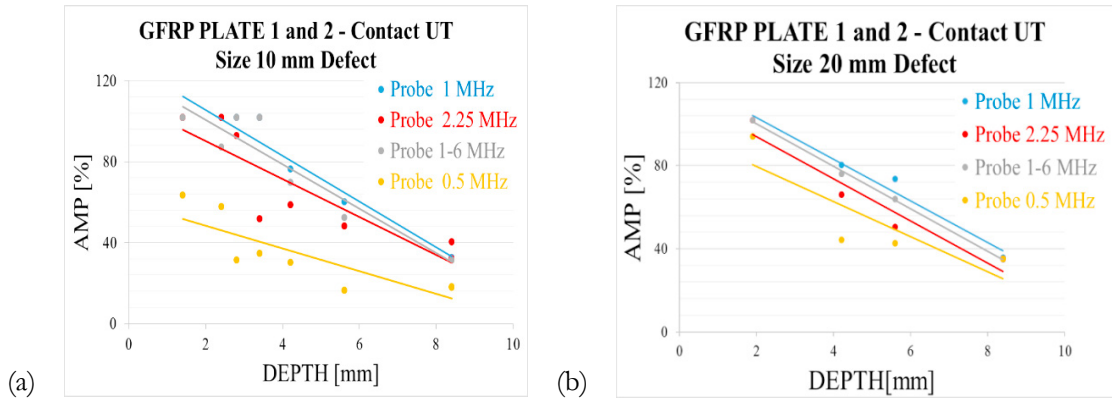 GFRP PLATE 1 and 2 - Contact UT
Size 10 mm Defect
120
80
40
0
AMP [%]
Probe 1 MHz
Probe 2.25 MHz
Probe 1-6 MHz
Probe 0.5 MHz
0 2 4 6 8 10
DEPTH [mm]
(a)
GFRP PLATE 1 and 2 - Contact UT
Size 20 mm Defect
120
80
40
0
AMP [%]
Probe 1 MHz
Probe 2.25 MHz
Probe 1-6 MHz
Probe 0.5 MHz
0 2 4 6 8 10
DEPTH[mm]
(b)